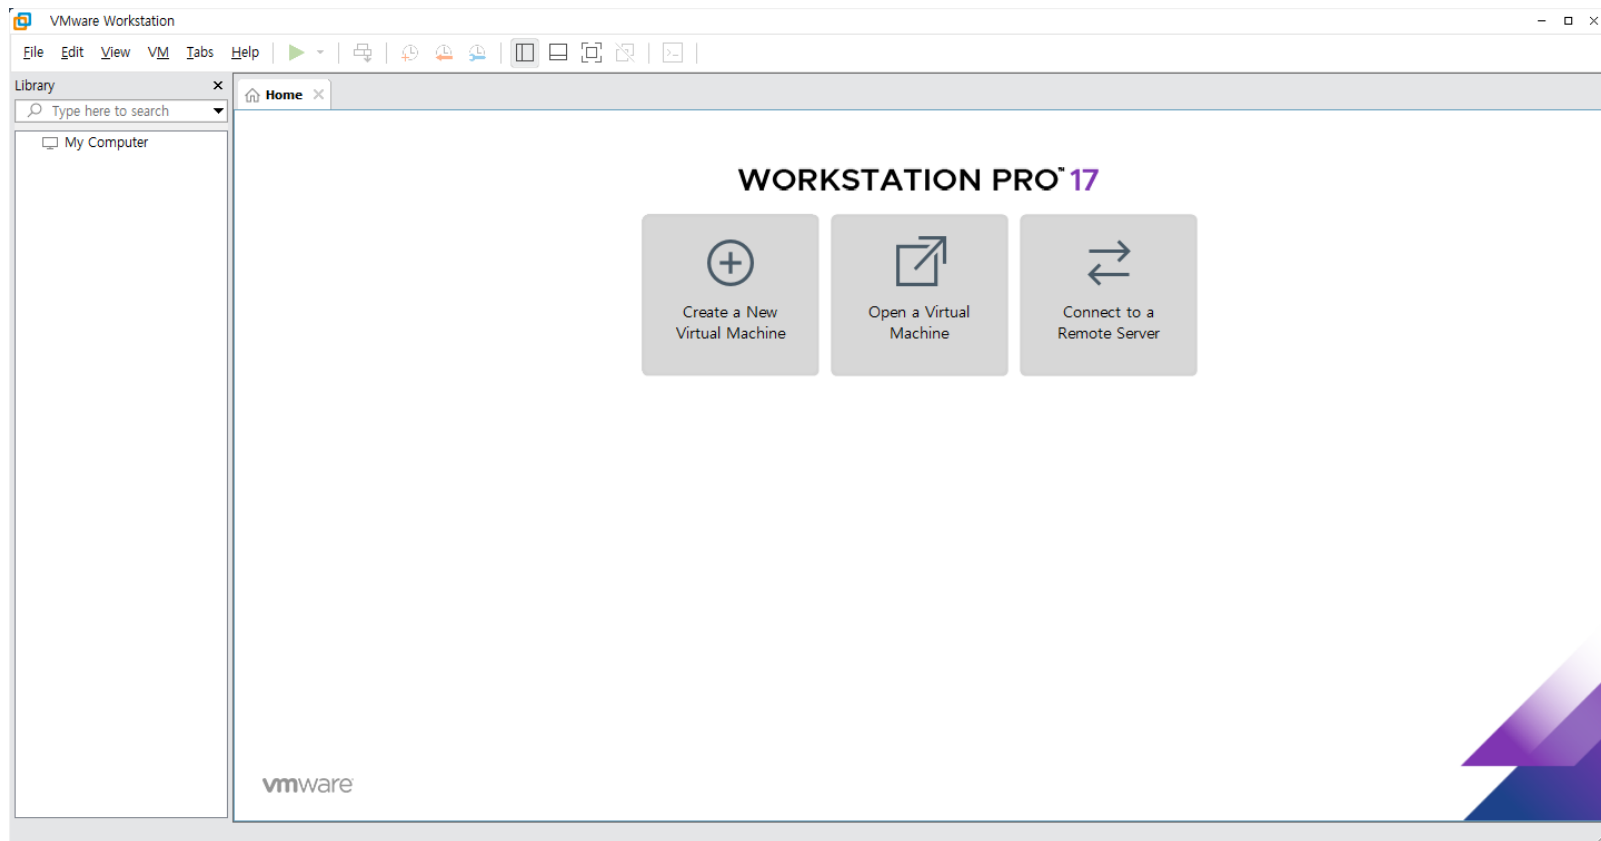 VMware Workstation
File Edit View VM Tabs Help
Library
Home
Type here to search
My Computer
WORKSTATION PRO™ 17
Create a New
Virtual Machine
Open a Virtual
Machine
Connect to a
Remote Server
vmware